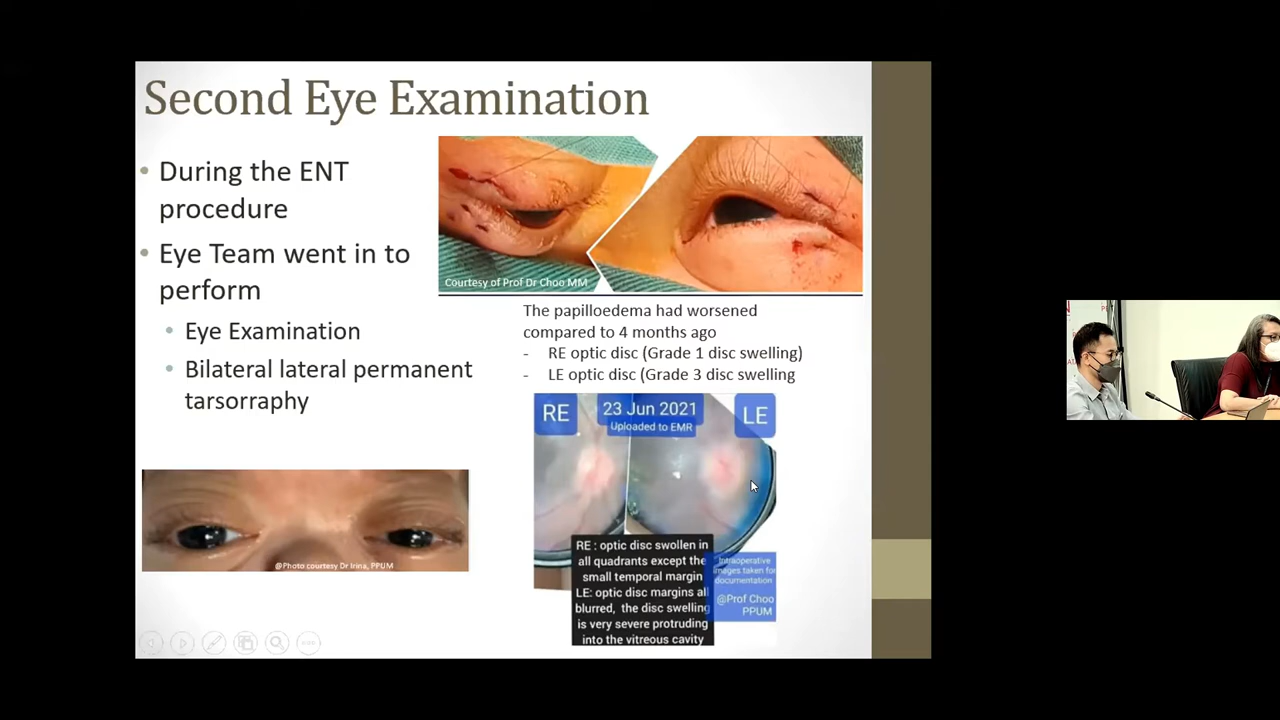 Second Eye Examination
• During the ENT
procedure
• Eye Team went in to
perform
• Eye Examination
• Bilateral lateral permanent
tarsorraphy
Courtesy of Prof Dr Choo MM
The papilloedema had worsened
compared to 4 months ago
- RE optic disc (Grade 1 disc swelling)
- LE optic disc (Grade 3 disc swelling
RE
23 Jun 2021
Uploaded to EMR
LE
RE : optic disc swollen in
all quadrants except the
small temporal margin
LE: optic disc margins all
blurred, the disc swelling
is very severe protruding
into the vitreous cavity
Intraoperative
images taken for
documentation
@Prof Choo
PPUM
@Photo courtesy Dr Irina, PPUM